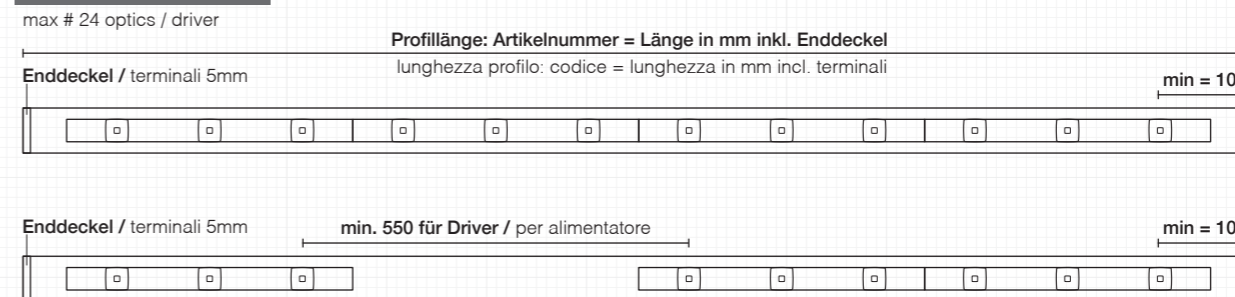 max # 24 optics / driver
Profillänge: Artikelnummer = Länge in mm inkl. Enddeckel
lunghezza profilo: codice = lunghezza in mm incl. terminali
Enddeckel / terminali 5mm
min = 10
Enddeckel / terminali 5mm
min. 550 für Driver / per alimentatore
min = 10